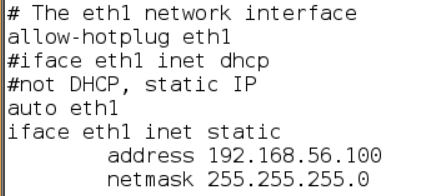 # The eth1 network interface
allow-hotplug eth1
#iface eth1 inet dhcp
#not DHCP, static IP
auto eth1
iface eth1 inet static
        address 192.168.56.100
        netmask 255.255.255.0